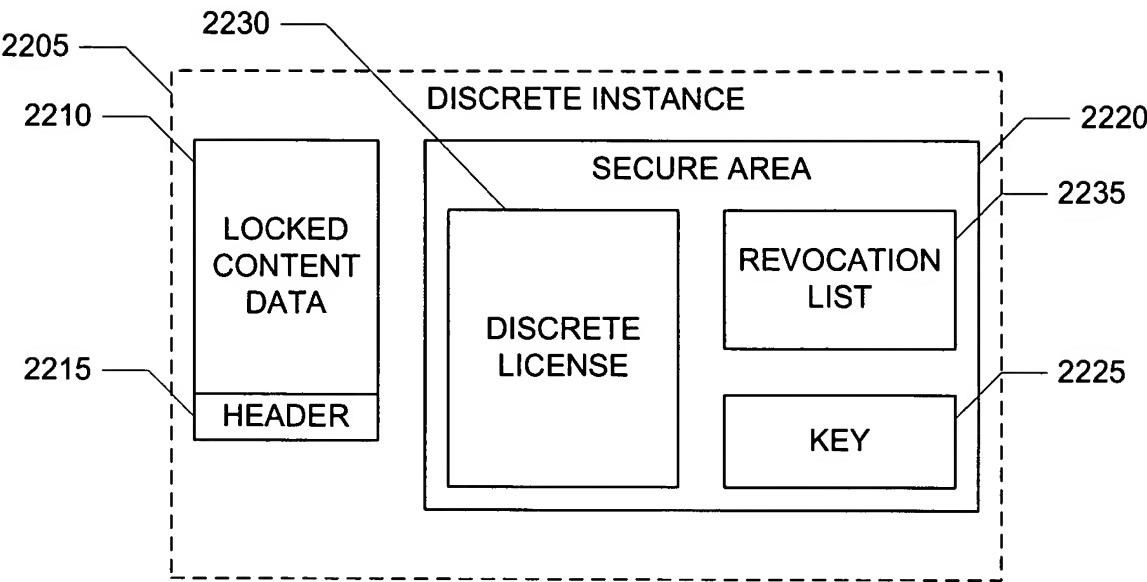 2230
2205
DISCRETE INSTANCE
2210
2220
SECURE AREA
2235
LOCKED
CONTENT
DATA
REVOCATION
LIST
DISCRETE
LICENSE
2215
2225
HEADER
KEY